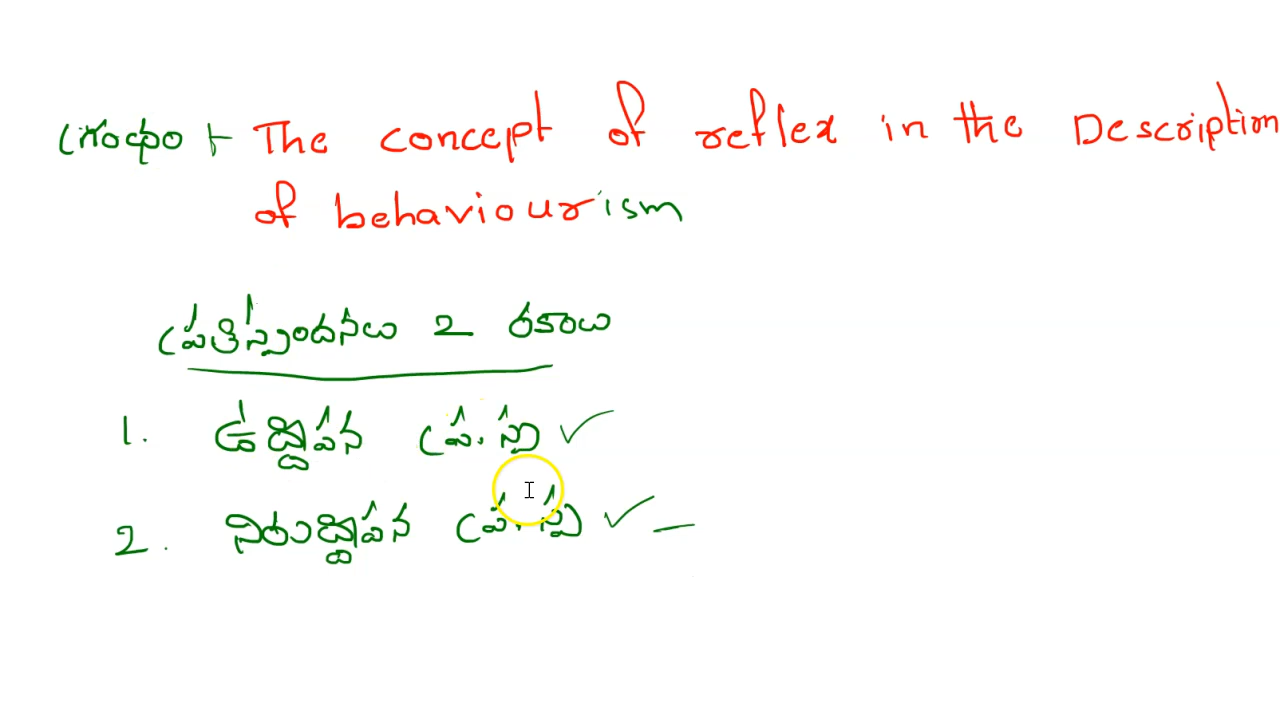 గ్రంథం :- The concept of reflex in the Description
of behaviourism
ప్రతిస్పందనలు 2 రకాలు
1. ఉద్దీపన ప్ర.స్ప
2. నిరుద్దీపన ప్ర.స్ప -